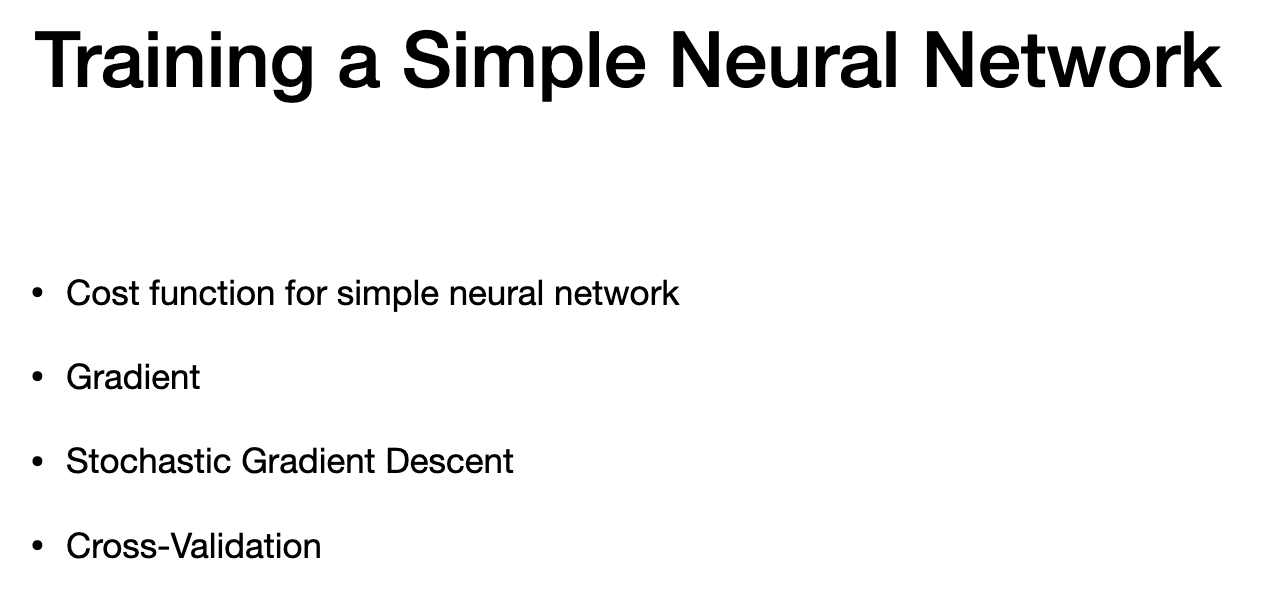 Training a Simple Neural Network
• Cost function for simple neural network
• Gradient
• Stochastic Gradient Descent
• Cross-Validation